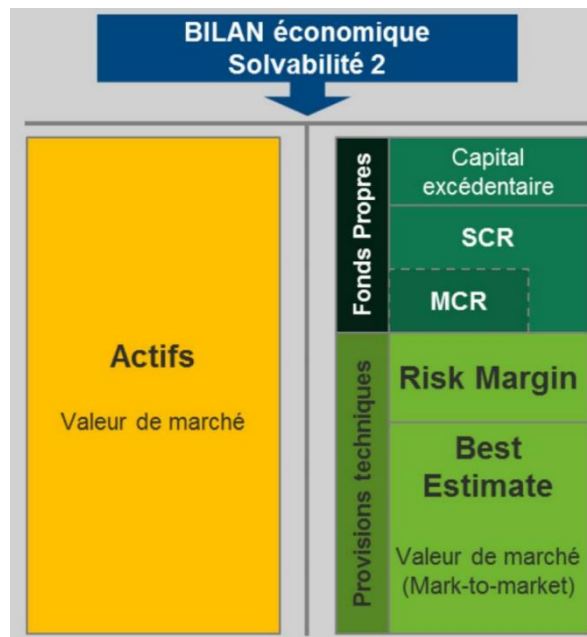 BILAN économique
Solvabilité 2
Actifs
Valeur de marché
Fonds Propres
Capital
excédentaire
SCR
MCR
Provisions techniques
Risk Margin
Best
Estimate
Valeur de marché
(Mark-to-market)